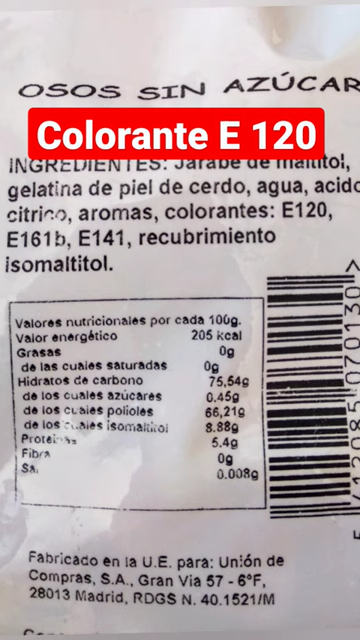 OSOS SIN AZÚCAR
Colorante E 120
INGREDIENTES: Jarabe de maltitol,
gelatina de piel de cerdo, agua, acido
citrico, aromas, colorantes: E120,
E161b, E141, recubrimiento
isomaltitol.
Valores nutricionales por cada 100g.
Valor energético 205 kcal
Grasas 0g
de las cuales saturadas 0g
Hidratos de carbono 75,54g
de los cuales azúcares 0.45g
de los cuales polioles 66,21g
de los cuales isomaltitol 8.88g
Proteinas 5.4g
Fibra 0g
Sal 0.008g
Fabricado en la U.E. para: Unión de
Compras, S.A., Gran Via 57 - 6ºF,
28013 Madrid, RDGS N. 40.1521/M